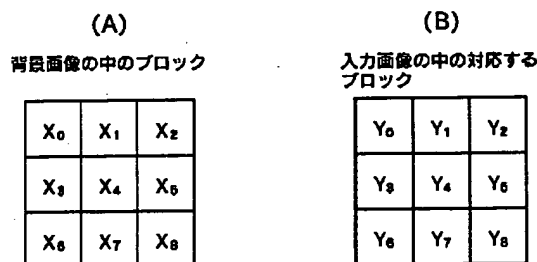 (A)
背景画像の中のブロック
X₀ X₁ X₂
X₃ X₄ X₅
X₆ X₇ X₈
(B)
入力画像の中の対応する
ブロック
Y₀ Y₁ Y₂
Y₃ Y₄ Y₅
Y₆ Y₇ Y₈